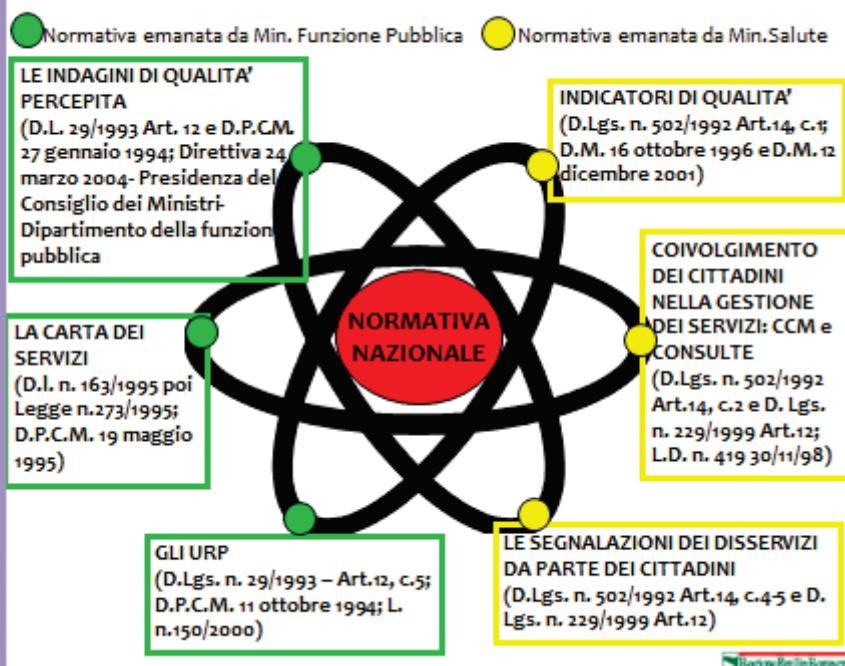 Normativa emanata da Min. Funzione Pubblica
Normativa emanata da Min.Salute
LE INDAGINI DI QUALITA'
PERCEPITA
(D.L. 29/1993 Art. 12 e D.P.C.M.
27 gennaio 1994; Direttiva 24
marzo 2004- Presidenza del
Consiglio dei Ministri-
Dipartimento della funzion
pubblica
INDICATORI DI QUALITA'
(D.Lgs. n. 502/1992 Art.14, c.1;
D.M. 16 ottobre 1996 e D.M. 12
dicembre 2001)
COIVOLGIMENTO
DEI CITTADINI
NELLA GESTIONE
DEI SERVIZI: CCM e
CONSULTE
(D.Lgs. n. 502/1992
Art.14, c.2 e D. Lgs.
n. 229/1999 Art.12;
L.D. n. 419 30/11/98)
NORMATIVA
NAZIONALE
LA CARTA DEI
SERVIZI
(D.l. n. 163/1995 poi
Legge n.273/1995;
D.P.C.M. 19 maggio
1995)
GLI URP
(D.Lgs. n. 29/1993 – Art.12, c.5;
D.P.C.M. 11 ottobre 1994; L.
n.150/2000)
LE SEGNALAZIONI DEI DISSERVIZI
DA PARTE DEI CITTADINI
(D.Lgs. n. 502/1992 Art.14, c.4-5 e D.
Lgs. n. 229/1999 Art.12)